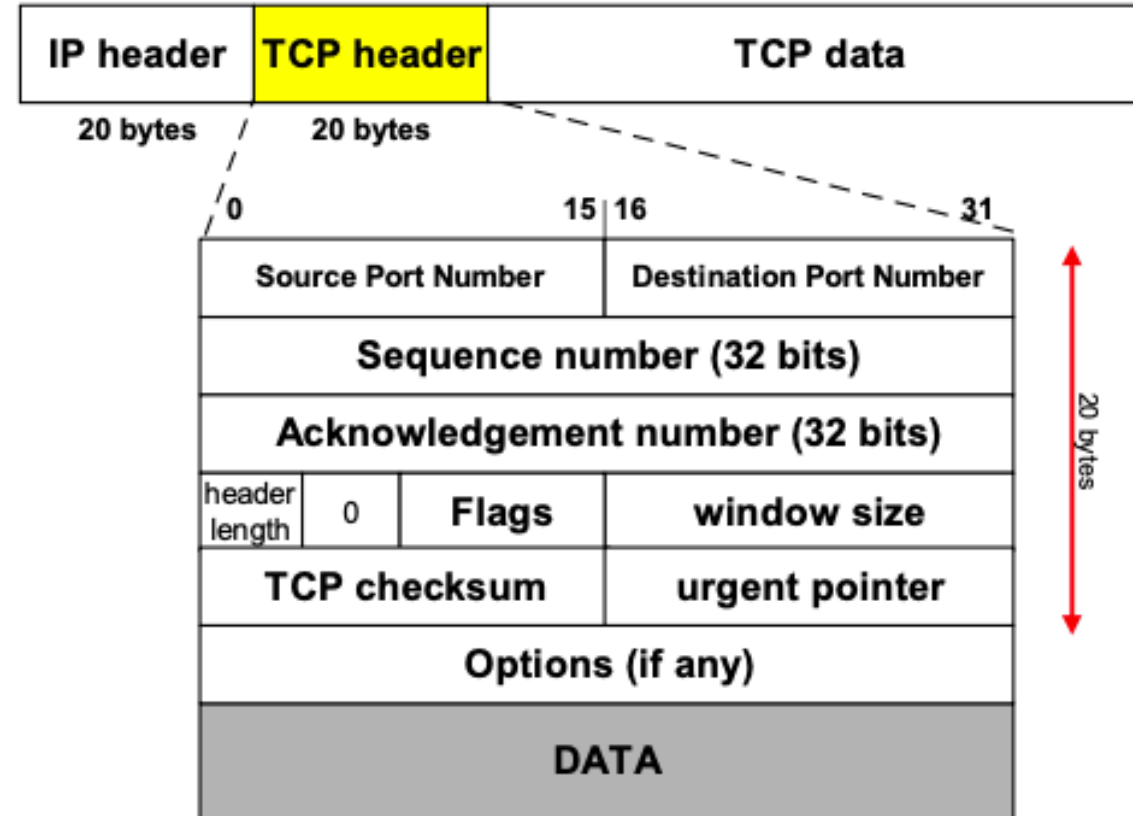 IP header TCP header TCP data
20 bytes 20 bytes
0 15 16 31
Source Port Number Destination Port Number
Sequence number (32 bits)
Acknowledgement number (32 bits)
header length 0 Flags window size
TCP checksum urgent pointer
Options (if any)
DATA
20 bytes